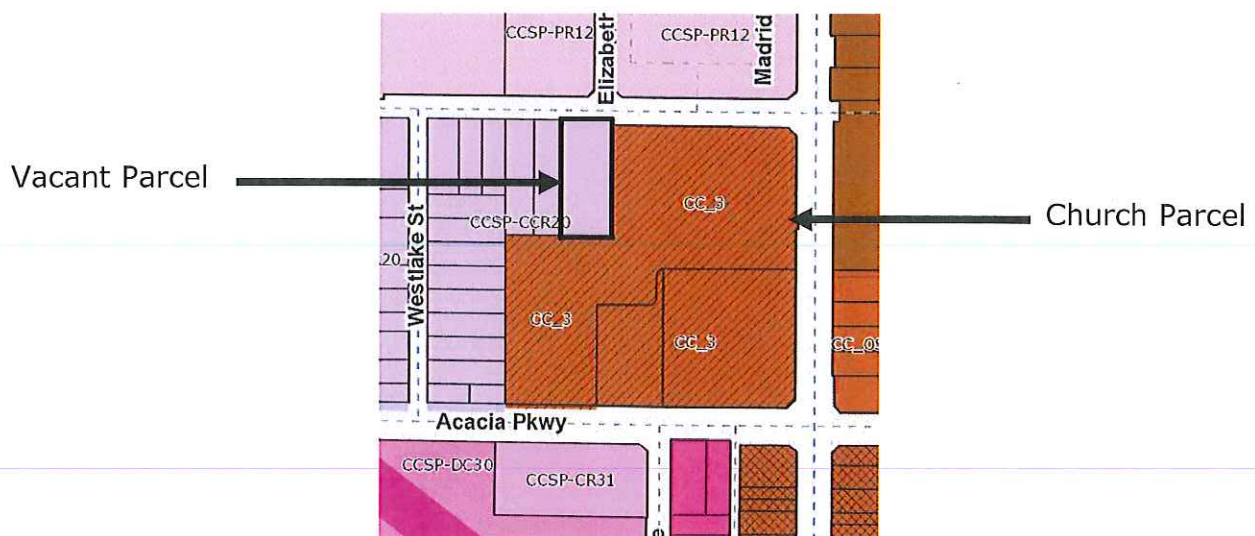 CCSP-PR12
Elizabeth
CCSP-PR12
Madrid
Vacant Parcel
CC_3
Church Parcel
CCSP-CCR20
Westlake St
20
CC_3
CC_3
Acacia Pkwy
CCSP-DC30
CCSP-CR31